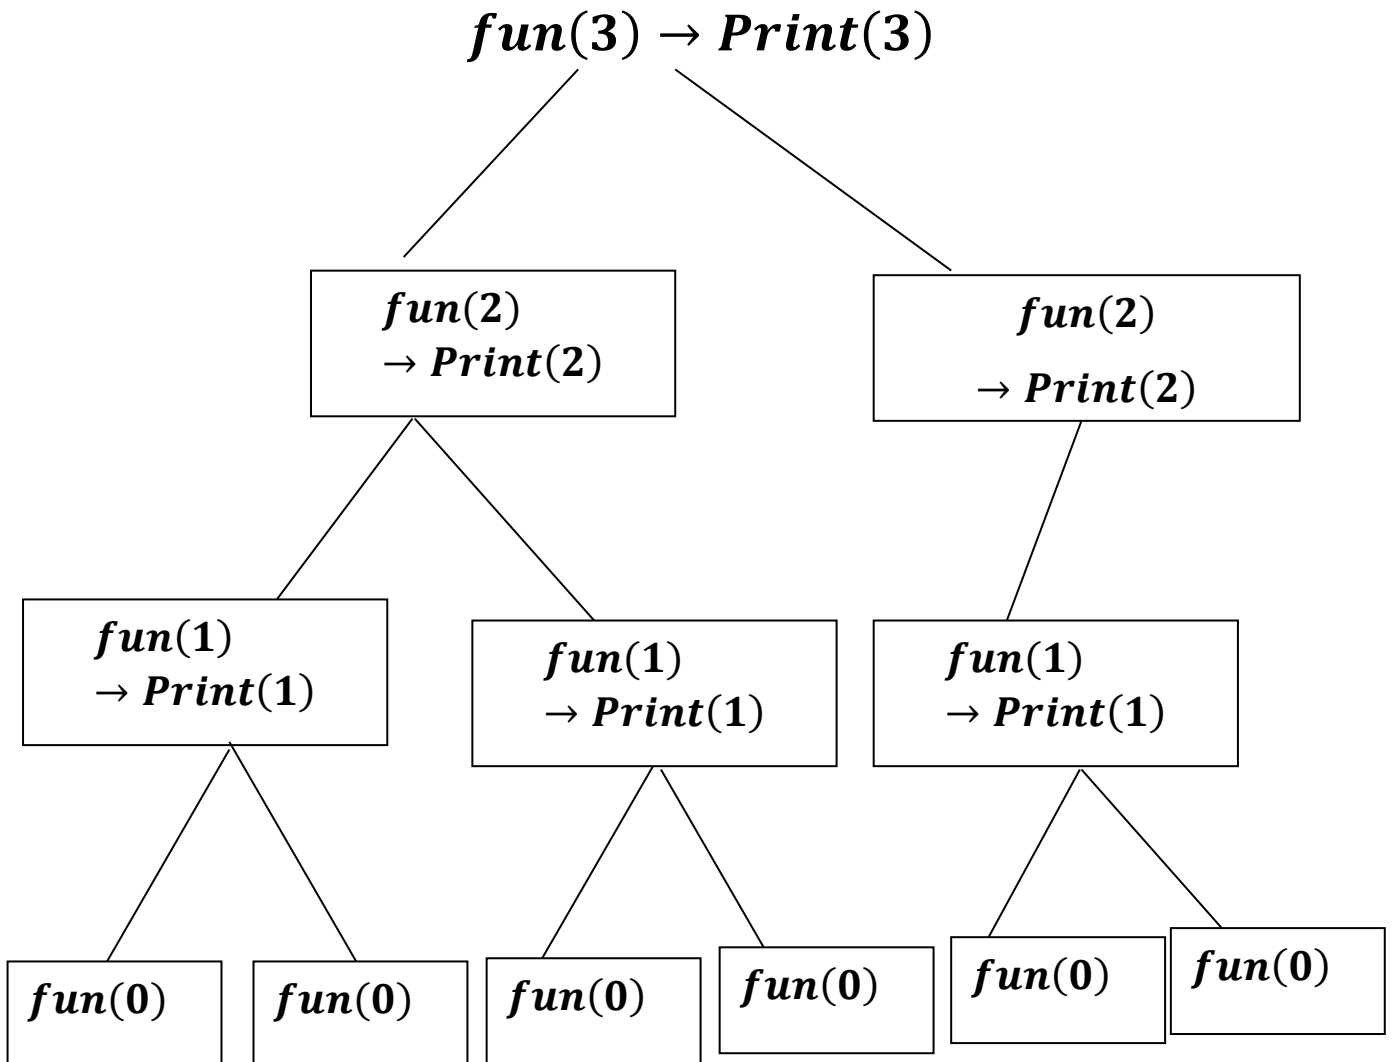 fun(3) → Print(3)
fun(2)
→ Print(2)
fun(2)
→ Print(2)
fun(1)
→ Print(1)
fun(1)
→ Print(1)
fun(1)
→ Print(1)
fun(0)
fun(0)
fun(0)
fun(0)
fun(0)
fun(0)